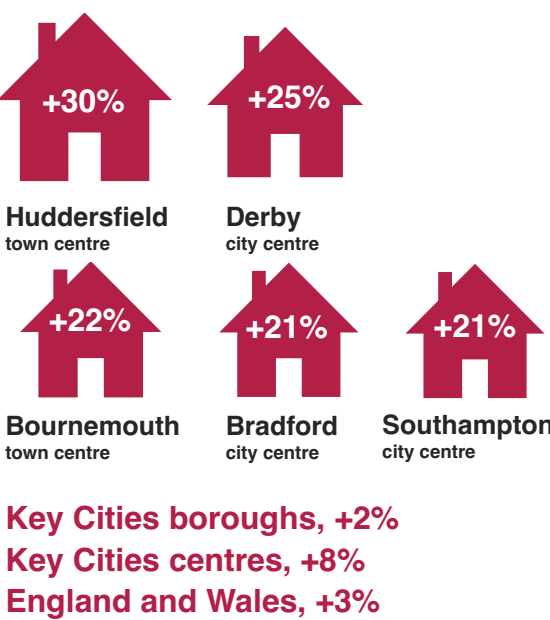 +30%
+25%
Huddersfield
town centre
Derby
city centre
+22%
+21%
+21%
Bournemouth
town centre
Bradford
city centre
Southampton
city centre
Key Cities boroughs, +2%
Key Cities centres, +8%
England and Wales, +3%